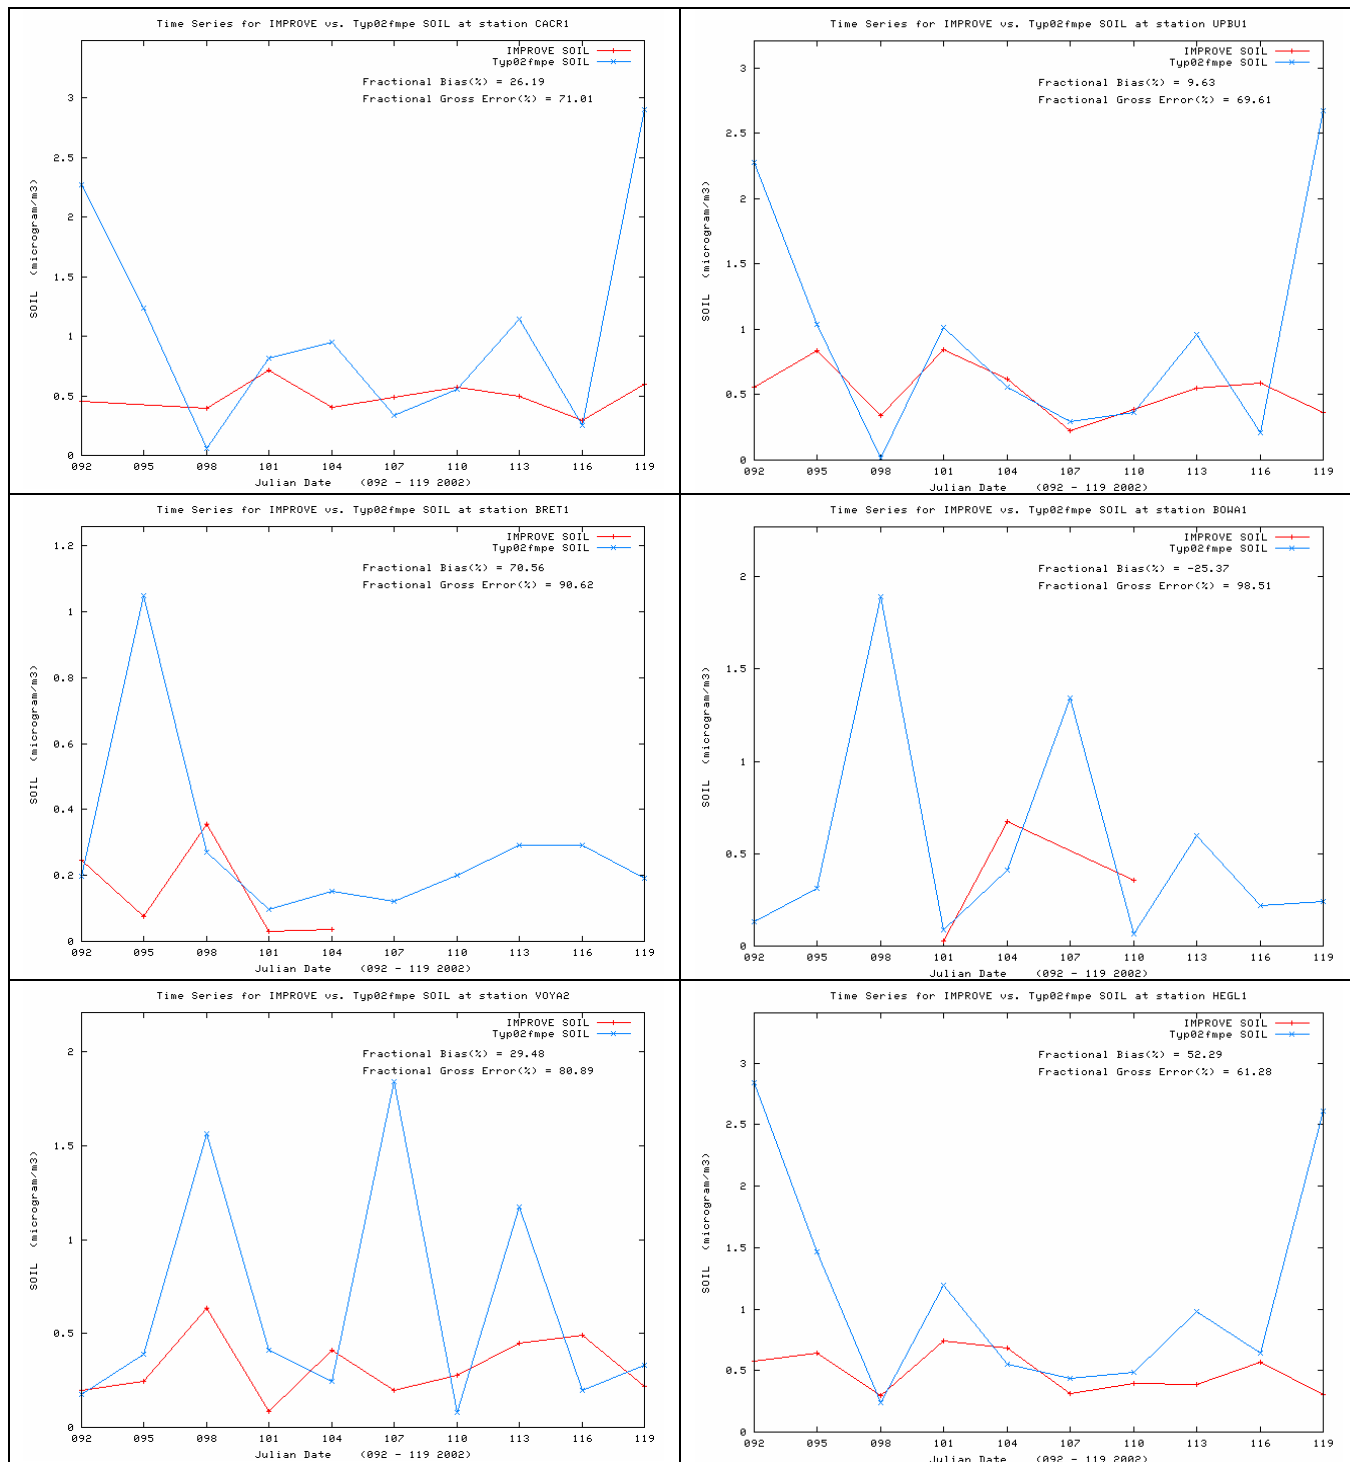 Time Series for IMPROVE vs. Typ02fmpe SOIL at station CACR1
IMPROVE SOIL
Typ02fmpe SOIL
Fractional Bias(%) = 26.19
Fractional Gross Error(%) = 71.01
SOIL (microgram/m3)
3
2.5
2
1.5
1
0.5
0
092 095 098 101 104 107 110 113 116 119
Julian Date (092 - 119 2002)
Time Series for IMPROVE vs. Typ02fmpe SOIL at station UPBU1
IMPROVE SOIL
Typ02fmpe SOIL
Fractional Bias(%) = 9.63
Fractional Gross Error(%) = 69.61
SOIL (microgram/m3)
3
2.5
2
1.5
1
0.5
0
092 095 098 101 104 107 110 113 116 119
Julian Date (092 - 119 2002)
Time Series for IMPROVE vs. Typ02fmpe SOIL at station BRET1
IMPROVE SOIL
Typ02fmpe SOIL
Fractional Bias(%) = 70.56
Fractional Gross Error(%) = 90.62
SOIL (microgram/m3)
1.2
1
0.8
0.6
0.4
0.2
0
092 095 098 101 104 107 110 113 116 119
Julian Date (092 - 119 2002)
Time Series for IMPROVE vs. Typ02fmpe SOIL at station BOWA1
IMPROVE SOIL
Typ02fmpe SOIL
Fractional Bias(%) = -25.37
Fractional Gross Error(%) = 98.51
SOIL (microgram/m3)
2
1.5
1
0.5
0
092 095 098 101 104 107 110 113 116 119
Julian Date (092 - 119 2002)
Time Series for IMPROVE vs. Typ02fmpe SOIL at station VOYA2
IMPROVE SOIL
Typ02fmpe SOIL
Fractional Bias(%) = 29.48
Fractional Gross Error(%) = 80.89
SOIL (microgram/m3)
2
1.5
1
0.5
0
092 095 098 101 104 107 110 113 116 119
Julian Date (092 - 119 2002)
Time Series for IMPROVE vs. Typ02fmpe SOIL at station HEGL1
IMPROVE SOIL
Typ02fmpe SOIL
Fractional Bias(%) = 52.29
Fractional Gross Error(%) = 61.28
SOIL (microgram/m3)
3
2.5
2
1.5
1
0.5
0
092 095 098 101 104 107 110 113 116 119
Julian Date (092 - 119 2002)